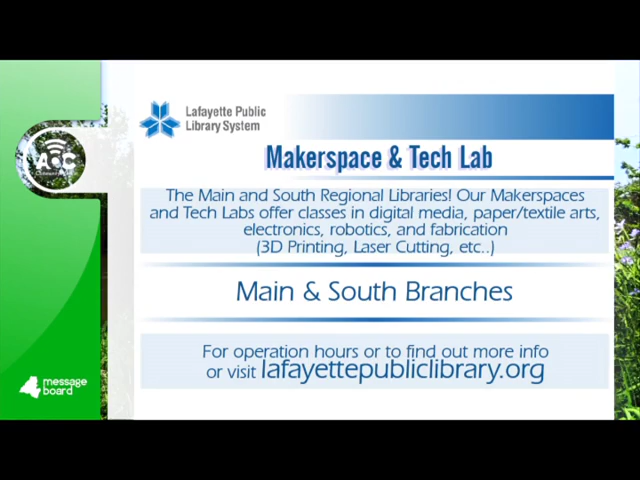 Lafayette Public
Library System
AOC
Makerspace & Tech Lab
The Main and South Regional Libraries! Our Makerspaces
and Tech Labs offer classes in digital media, paper/textile arts,
electronics, robotics, and fabrication
(3D Printing, Laser Cutting, etc..)
Main & South Branches
For operation hours or to find out more info
or visit lafayettepubliclibrary.org
message
board